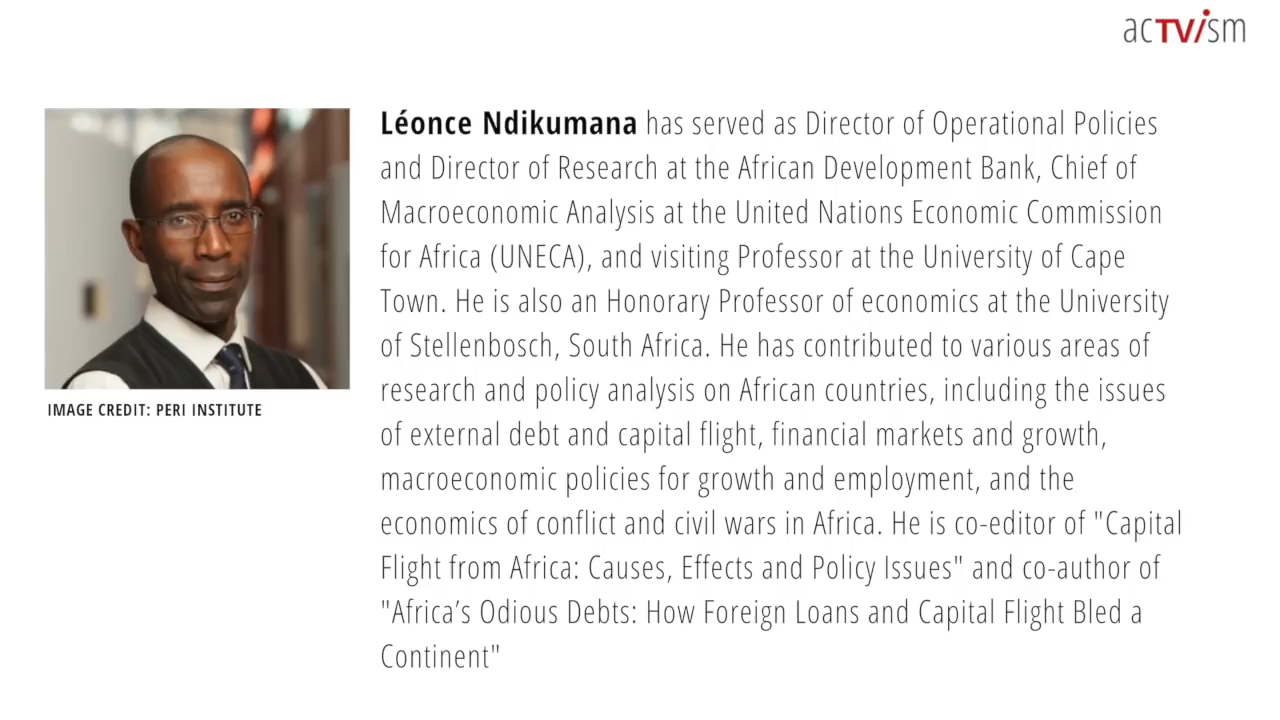 acTVism
Léonce Ndikumana has served as Director of Operational Policies
and Director of Research at the African Development Bank, Chief of
Macroeconomic Analysis at the United Nations Economic Commission
for Africa (UNECA), and visiting Professor at the University of Cape
Town. He is also an Honorary Professor of economics at the University
of Stellenbosch, South Africa. He has contributed to various areas of
research and policy analysis on African countries, including the issues
of external debt and capital flight, financial markets and growth,
macroeconomic policies for growth and employment, and the
economics of conflict and civil wars in Africa. He is co-editor of "Capital
Flight from Africa: Causes, Effects and Policy Issues" and co-author of
"Africa’s Odious Debts: How Foreign Loans and Capital Flight Bled a
Continent"
IMAGE CREDIT: PERI INSTITUTE